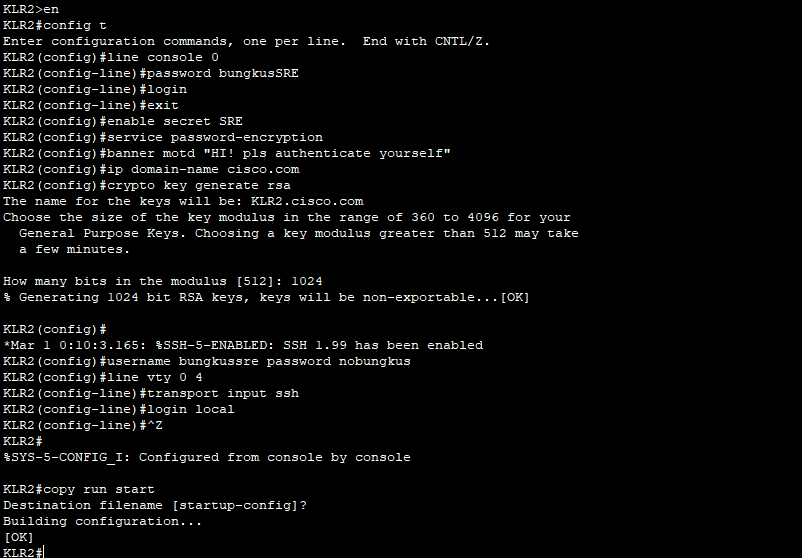 KLR2>en
KLR2#config t
Enter configuration commands, one per line.  End with CNTL/Z.
KLR2(config)#line console 0
KLR2(config-line)#password bungkusSRE
KLR2(config-line)#login
KLR2(config-line)#exit
KLR2(config)#enable secret SRE
KLR2(config)#service password-encryption
KLR2(config)#banner motd "HI! pls authenticate yourself"
KLR2(config)#ip domain-name cisco.com
KLR2(config)#crypto key generate rsa
The name for the keys will be: KLR2.cisco.com
Choose the size of the key modulus in the range of 360 to 4096 for your
  General Purpose Keys. Choosing a key modulus greater than 512 may take
  a few minutes.

How many bits in the modulus [512]: 1024
% Generating 1024 bit RSA keys, keys will be non-exportable...[OK]

KLR2(config)#
*Mar 1 0:10:3.165: %SSH-5-ENABLED: SSH 1.99 has been enabled
KLR2(config)#username bungkussre password nobungkus
KLR2(config)#line vty 0 4
KLR2(config-line)#transport input ssh
KLR2(config-line)#login local
KLR2(config-line)#^Z
KLR2#
%SYS-5-CONFIG_I: Configured from console by console

KLR2#copy run start
Destination filename [startup-config]?
Building configuration...
[OK]
KLR2#